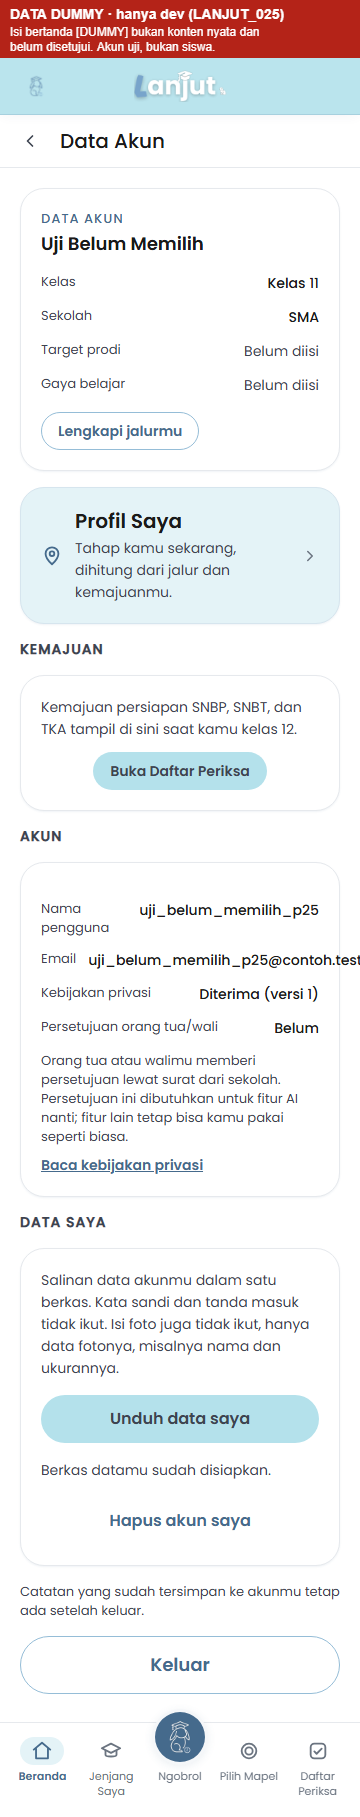 DATA DUMMY · hanya dev (LANJUT_025)
Isi bertanda [DUMMY] bukan konten nyata dan
belum disetujui. Akun uji, bukan siswa.
Lanjut
Data Akun
DATA AKUN
Uji Belum Memilih
Kelas Kelas 11
Sekolah SMA
Target prodi Belum diisi
Gaya belajar Belum diisi
Lengkapi jalurmu
Profil Saya
Tahap kamu sekarang,
dihitung dari jalur dan
kemajuanmu.
KEMAJUAN
Kemajuan persiapan SNBP, SNBT, dan
TKA tampil di sini saat kamu kelas 12.
Buka Daftar Periksa
AKUN
Nama pengguna uji_belum_memilih_p25
Email uji_belum_memilih_p25@contoh.test
Kebijakan privasi Diterima (versi 1)
Persetujuan orang tua/wali Belum
Orang tua atau walimu memberi
persetujuan lewat surat dari sekolah.
Persetujuan ini dibutuhkan untuk fitur AI
nanti; fitur lain tetap bisa kamu pakai
seperti biasa.
Baca kebijakan privasi
DATA SAYA
Salinan data akunmu dalam satu
berkas. Kata sandi dan tanda masuk
tidak ikut. Isi foto juga tidak ikut, hanya
data fotonya, misalnya nama dan
ukurannya.
Unduh data saya
Berkas datamu sudah disiapkan.
Hapus akun saya
Catatan yang sudah tersimpan ke akunmu tetap
ada setelah keluar.
Keluar
Beranda
Jenjang Saya
Ngobrol
Pilih Mapel
Daftar Periksa